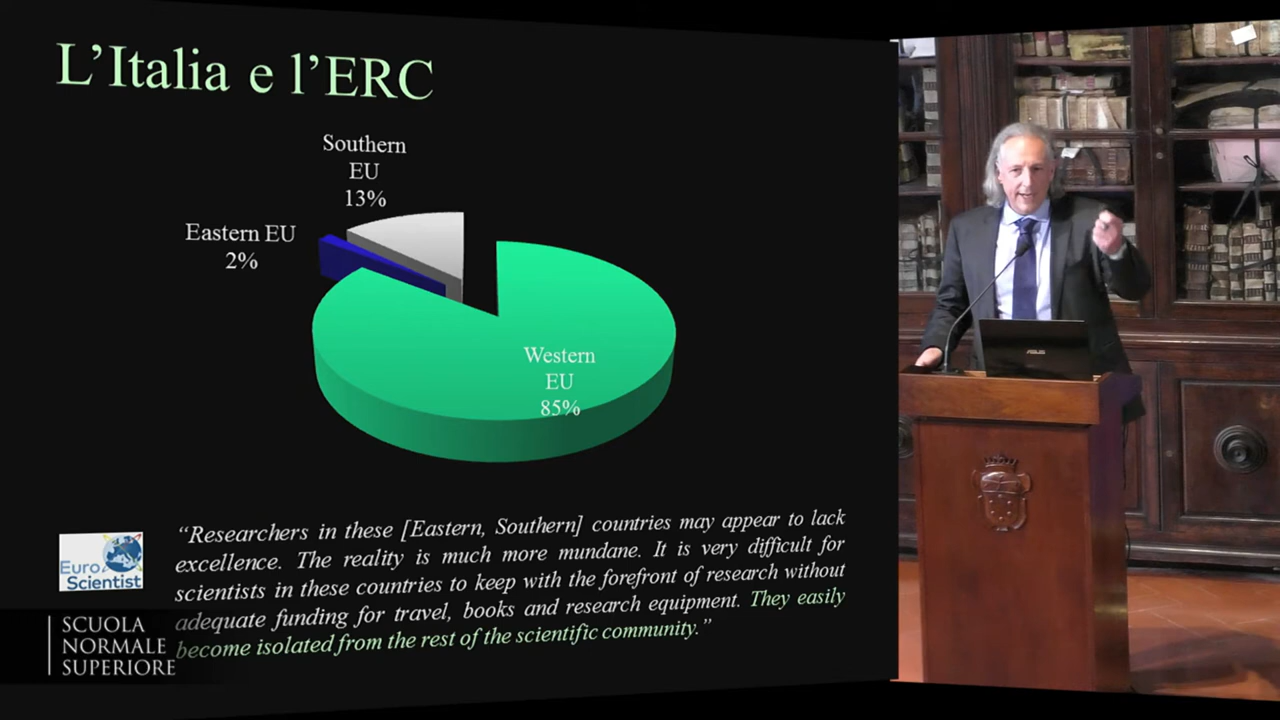 L’Italia e l’ERC
Southern
EU
13%
Eastern EU
2%
Western
EU
85%
“Researchers in these [Eastern, Southern] countries may appear to lack
excellence. The reality is much more mundane. It is very difficult for
scientists in these countries to keep with the forefront of research without
adequate funding for travel, books and research equipment. They easily
become isolated from the rest of the scientific community.”
Euro
Scientist
SCUOLA
NORMALE
SUPERIORE
ASUS